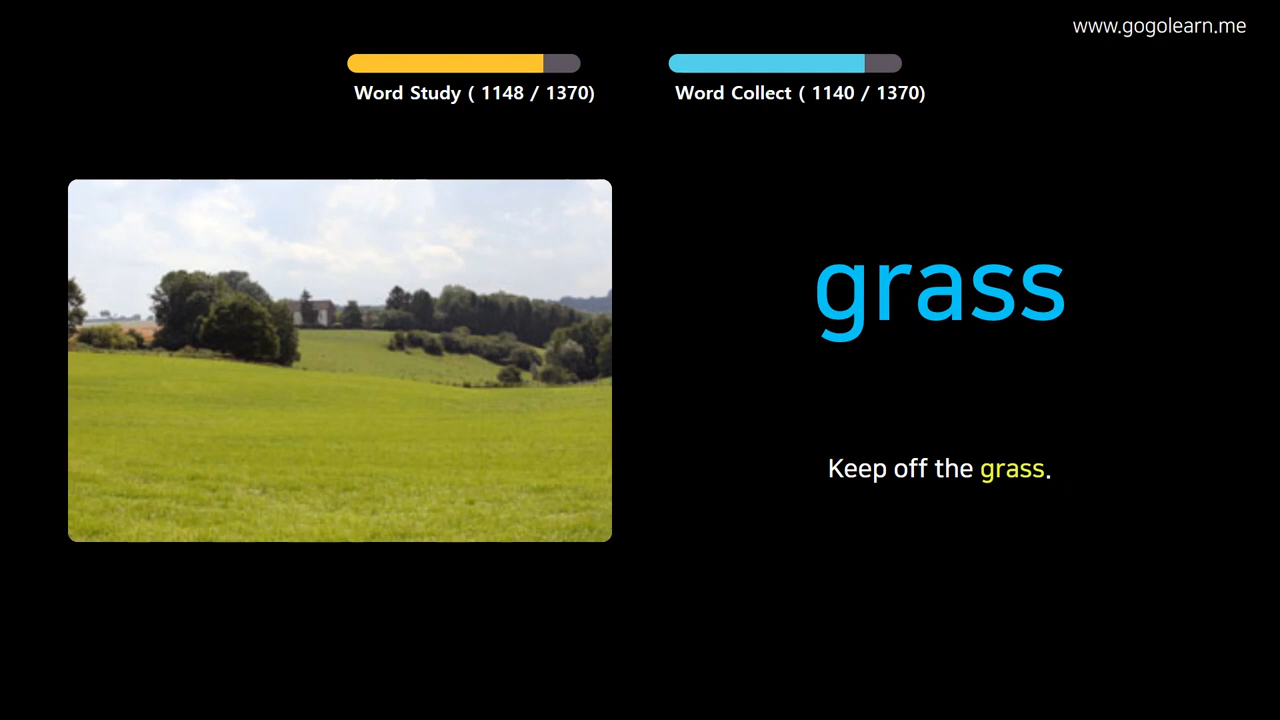 www.gogolearn.me
Word Study ( 1148 / 1370)
Word Collect ( 1140 / 1370)
grass
Keep off the grass.